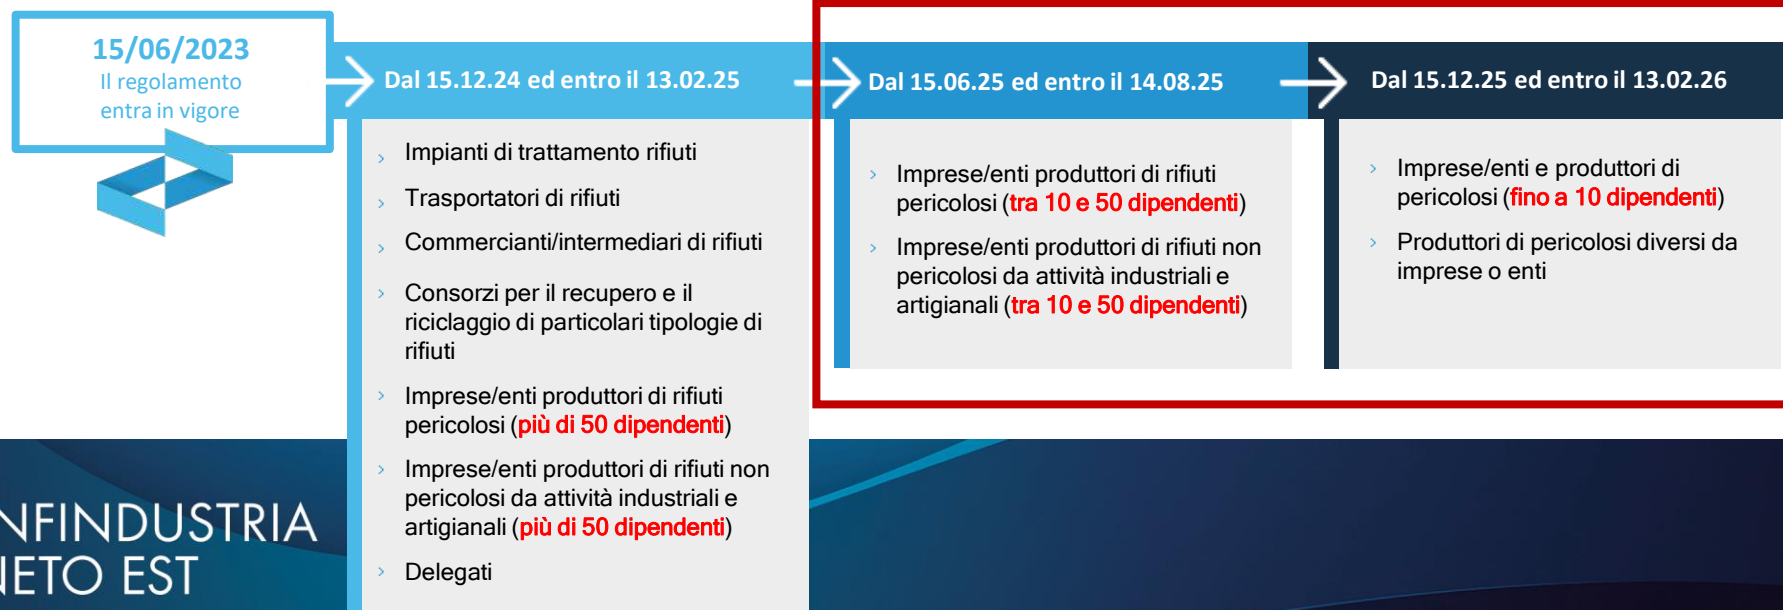 15/06/2023
Il regolamento
entra in vigore
Dal 15.12.24 ed entro il 13.02.25
Impianti di trattamento rifiuti
Trasportatori di rifiuti
Commercianti/intermediari di rifiuti
Consorzi per il recupero e il
riciclaggio di particolari tipologie di
rifiuti
Imprese/enti produttori di rifiuti
pericolosi (più di 50 dipendenti)
Imprese/enti produttori di rifiuti non
pericolosi da attività industriali e
artigianali (più di 50 dipendenti)
Delegati
Dal 15.06.25 ed entro il 14.08.25
Imprese/enti produttori di rifiuti
pericolosi (tra 10 e 50 dipendenti)
Imprese/enti produttori di rifiuti non
pericolosi da attività industriali e
artigianali (tra 10 e 50 dipendenti)
Dal 15.12.25 ed entro il 13.02.26
Imprese/enti e produttori di
pericolosi (fino a 10 dipendenti)
Produttori di pericolosi diversi da
imprese o enti
NFINDUSTRIA
NETO EST